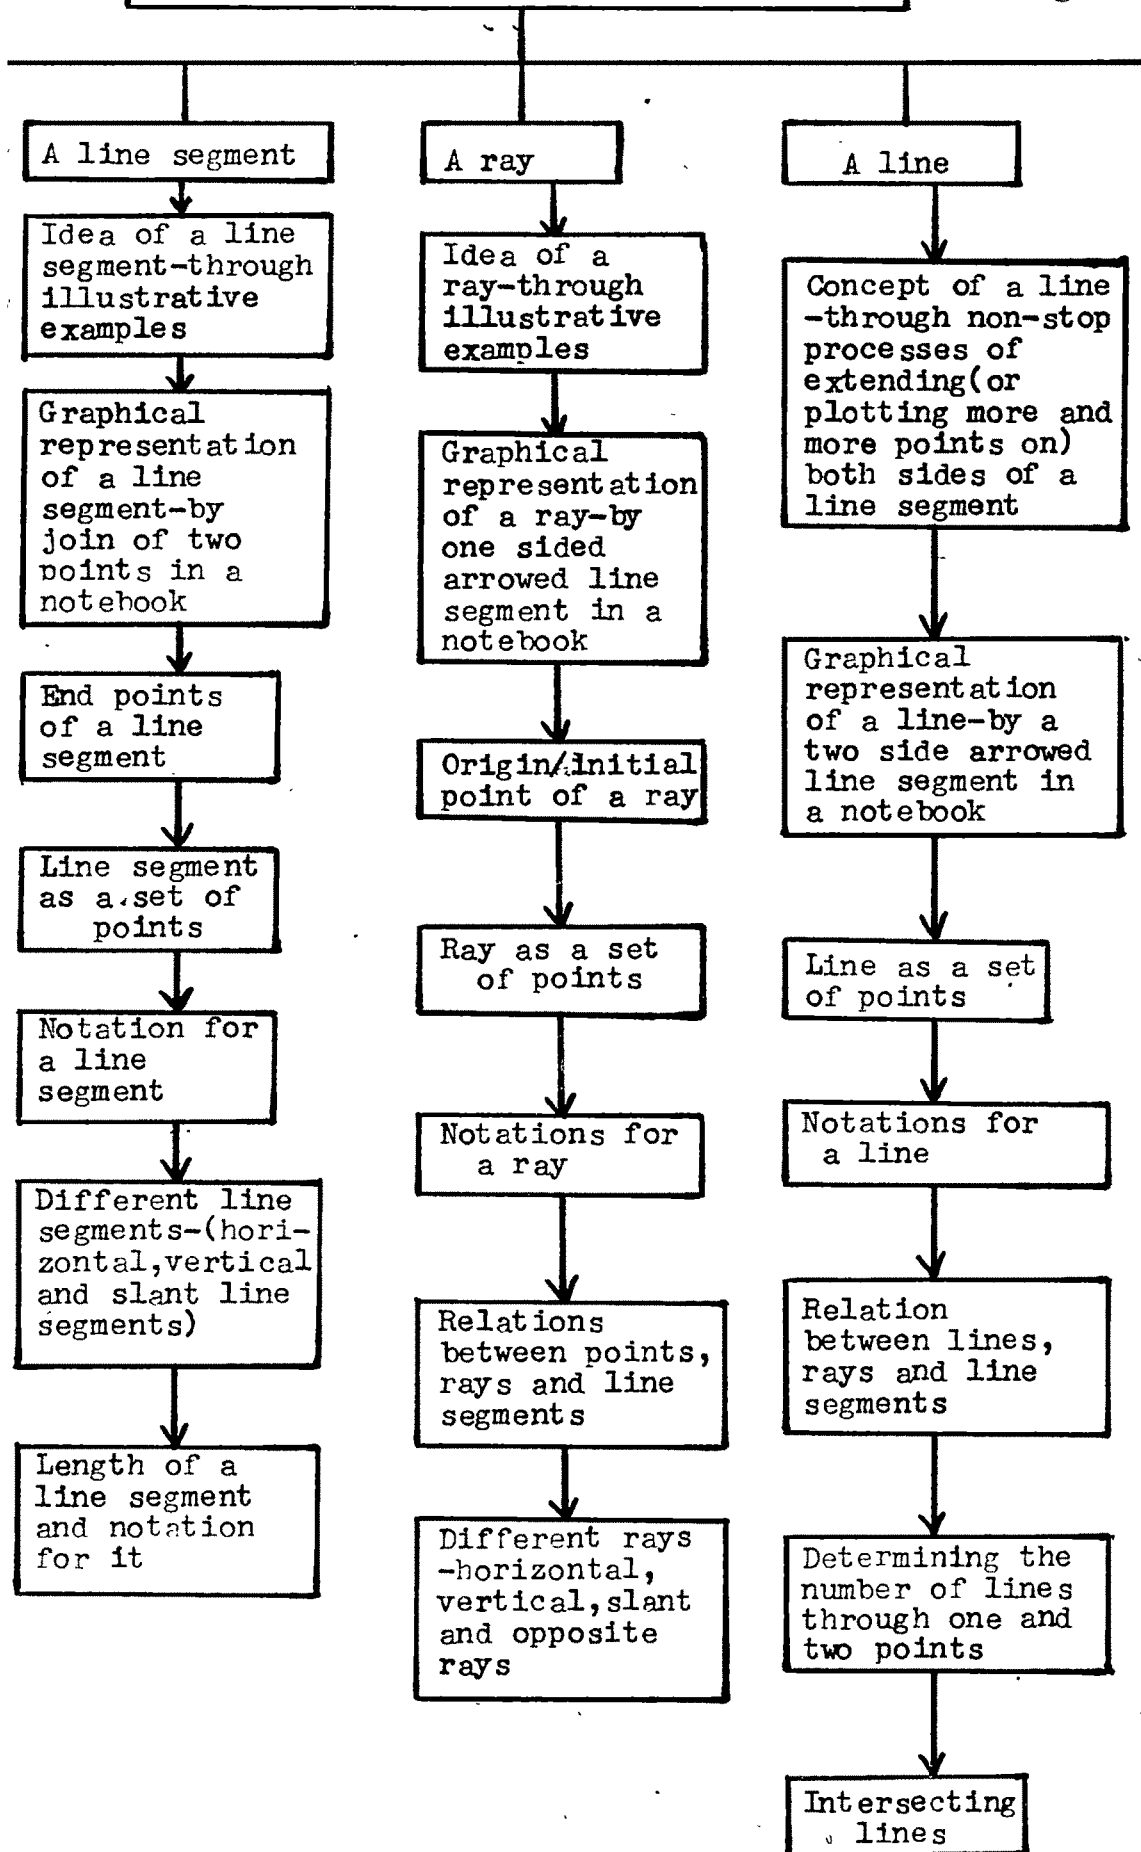 A line segment
Idea of a line
segment-through
illustrative
examples
Graphical
representation
of a line
segment-by
join of two
points in a
notebook
End points
of a line
segment
Line segment
as a set of
points
Notation for
a line
segment
Different line
segments-(hori-
zontal,vertical
and slant line
segments)
Length of a
line segment
and notation
for it
A ray
Idea of a
ray-through
illustrative
examples
Graphical
representation
of a ray-by
one sided
arrowed line
segment in a
notebook
Origin/Initial
point of a ray
Ray as a set
of points
Notations for
a ray
Relations
between points,
rays and line
segments
Different rays
-horizontal,
vertical,slant
and opposite
rays
A line
Concept of a line
-through non-stop
processes of
extending(or
plotting more and
more points on)
both sides of a
line segment
Graphical
representation
of a line-by a
two side arrowed
line segment in
a notebook
Line as a set
of points
Notations for
a line
Relation
between lines,
rays and line
segments
Determining the
number of lines
through one and
two points
Intersecting
lines